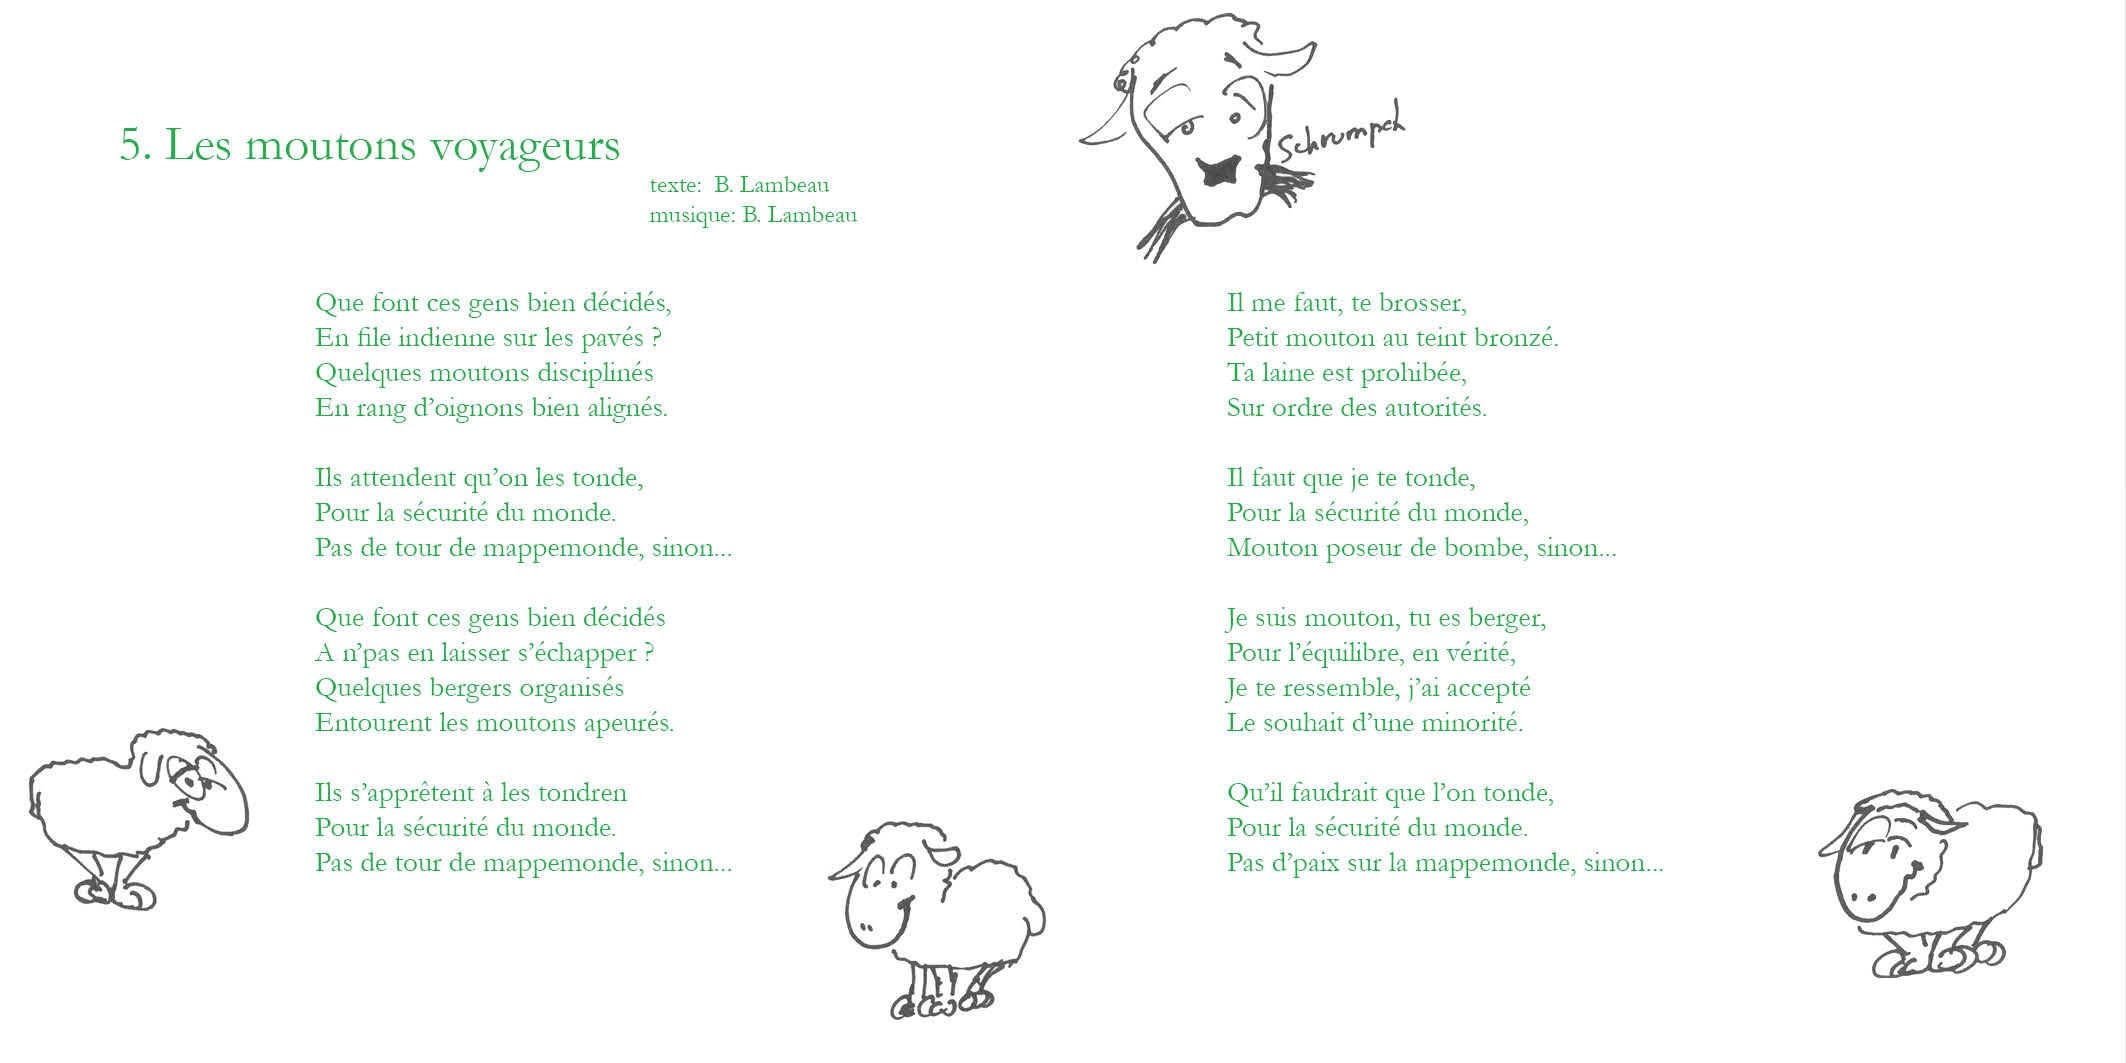 5. Les moutons voyageurs
texte:  B. Lambeau
musique: B. Lambeau
Schrumpch
Que font ces gens bien décidés,
En file indienne sur les pavés ?
Quelques moutons disciplinés
En rang d’oignons bien alignés.
Ils attendent qu’on les tonde,
Pour la sécurité du monde.
Pas de tour de mappemonde, sinon...
Que font ces gens bien décidés
A n’pas en laisser s’échapper ?
Quelques bergers organisés
Entourent les moutons apeurés.
Ils s’apprêtent à les tondren
Pour la sécurité du monde.
Pas de tour de mappemonde, sinon...
Il me faut, te brosser,
Petit mouton au teint bronzé.
Ta laine est prohibée,
Sur ordre des autorités.
Il faut que je te tonde,
Pour la sécurité du monde,
Mouton poseur de bombe, sinon...
Je suis mouton, tu es berger,
Pour l’équilibre, en vérité,
Je te ressemble, j’ai accepté
Le souhait d’une minorité.
Qu’il faudrait que l’on tonde,
Pour la sécurité du monde.
Pas d’paix sur la mappemonde, sinon...